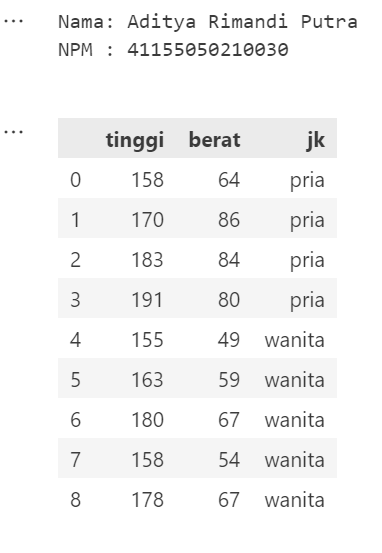 Nama: Aditya Rimandi Putra
NPM : 41155050210030
tinggi berat jk
0 158 64 pria
1 170 86 pria
2 183 84 pria
3 191 80 pria
4 155 49 wanita
5 163 59 wanita
6 180 67 wanita
7 158 54 wanita
8 178 67 wanita